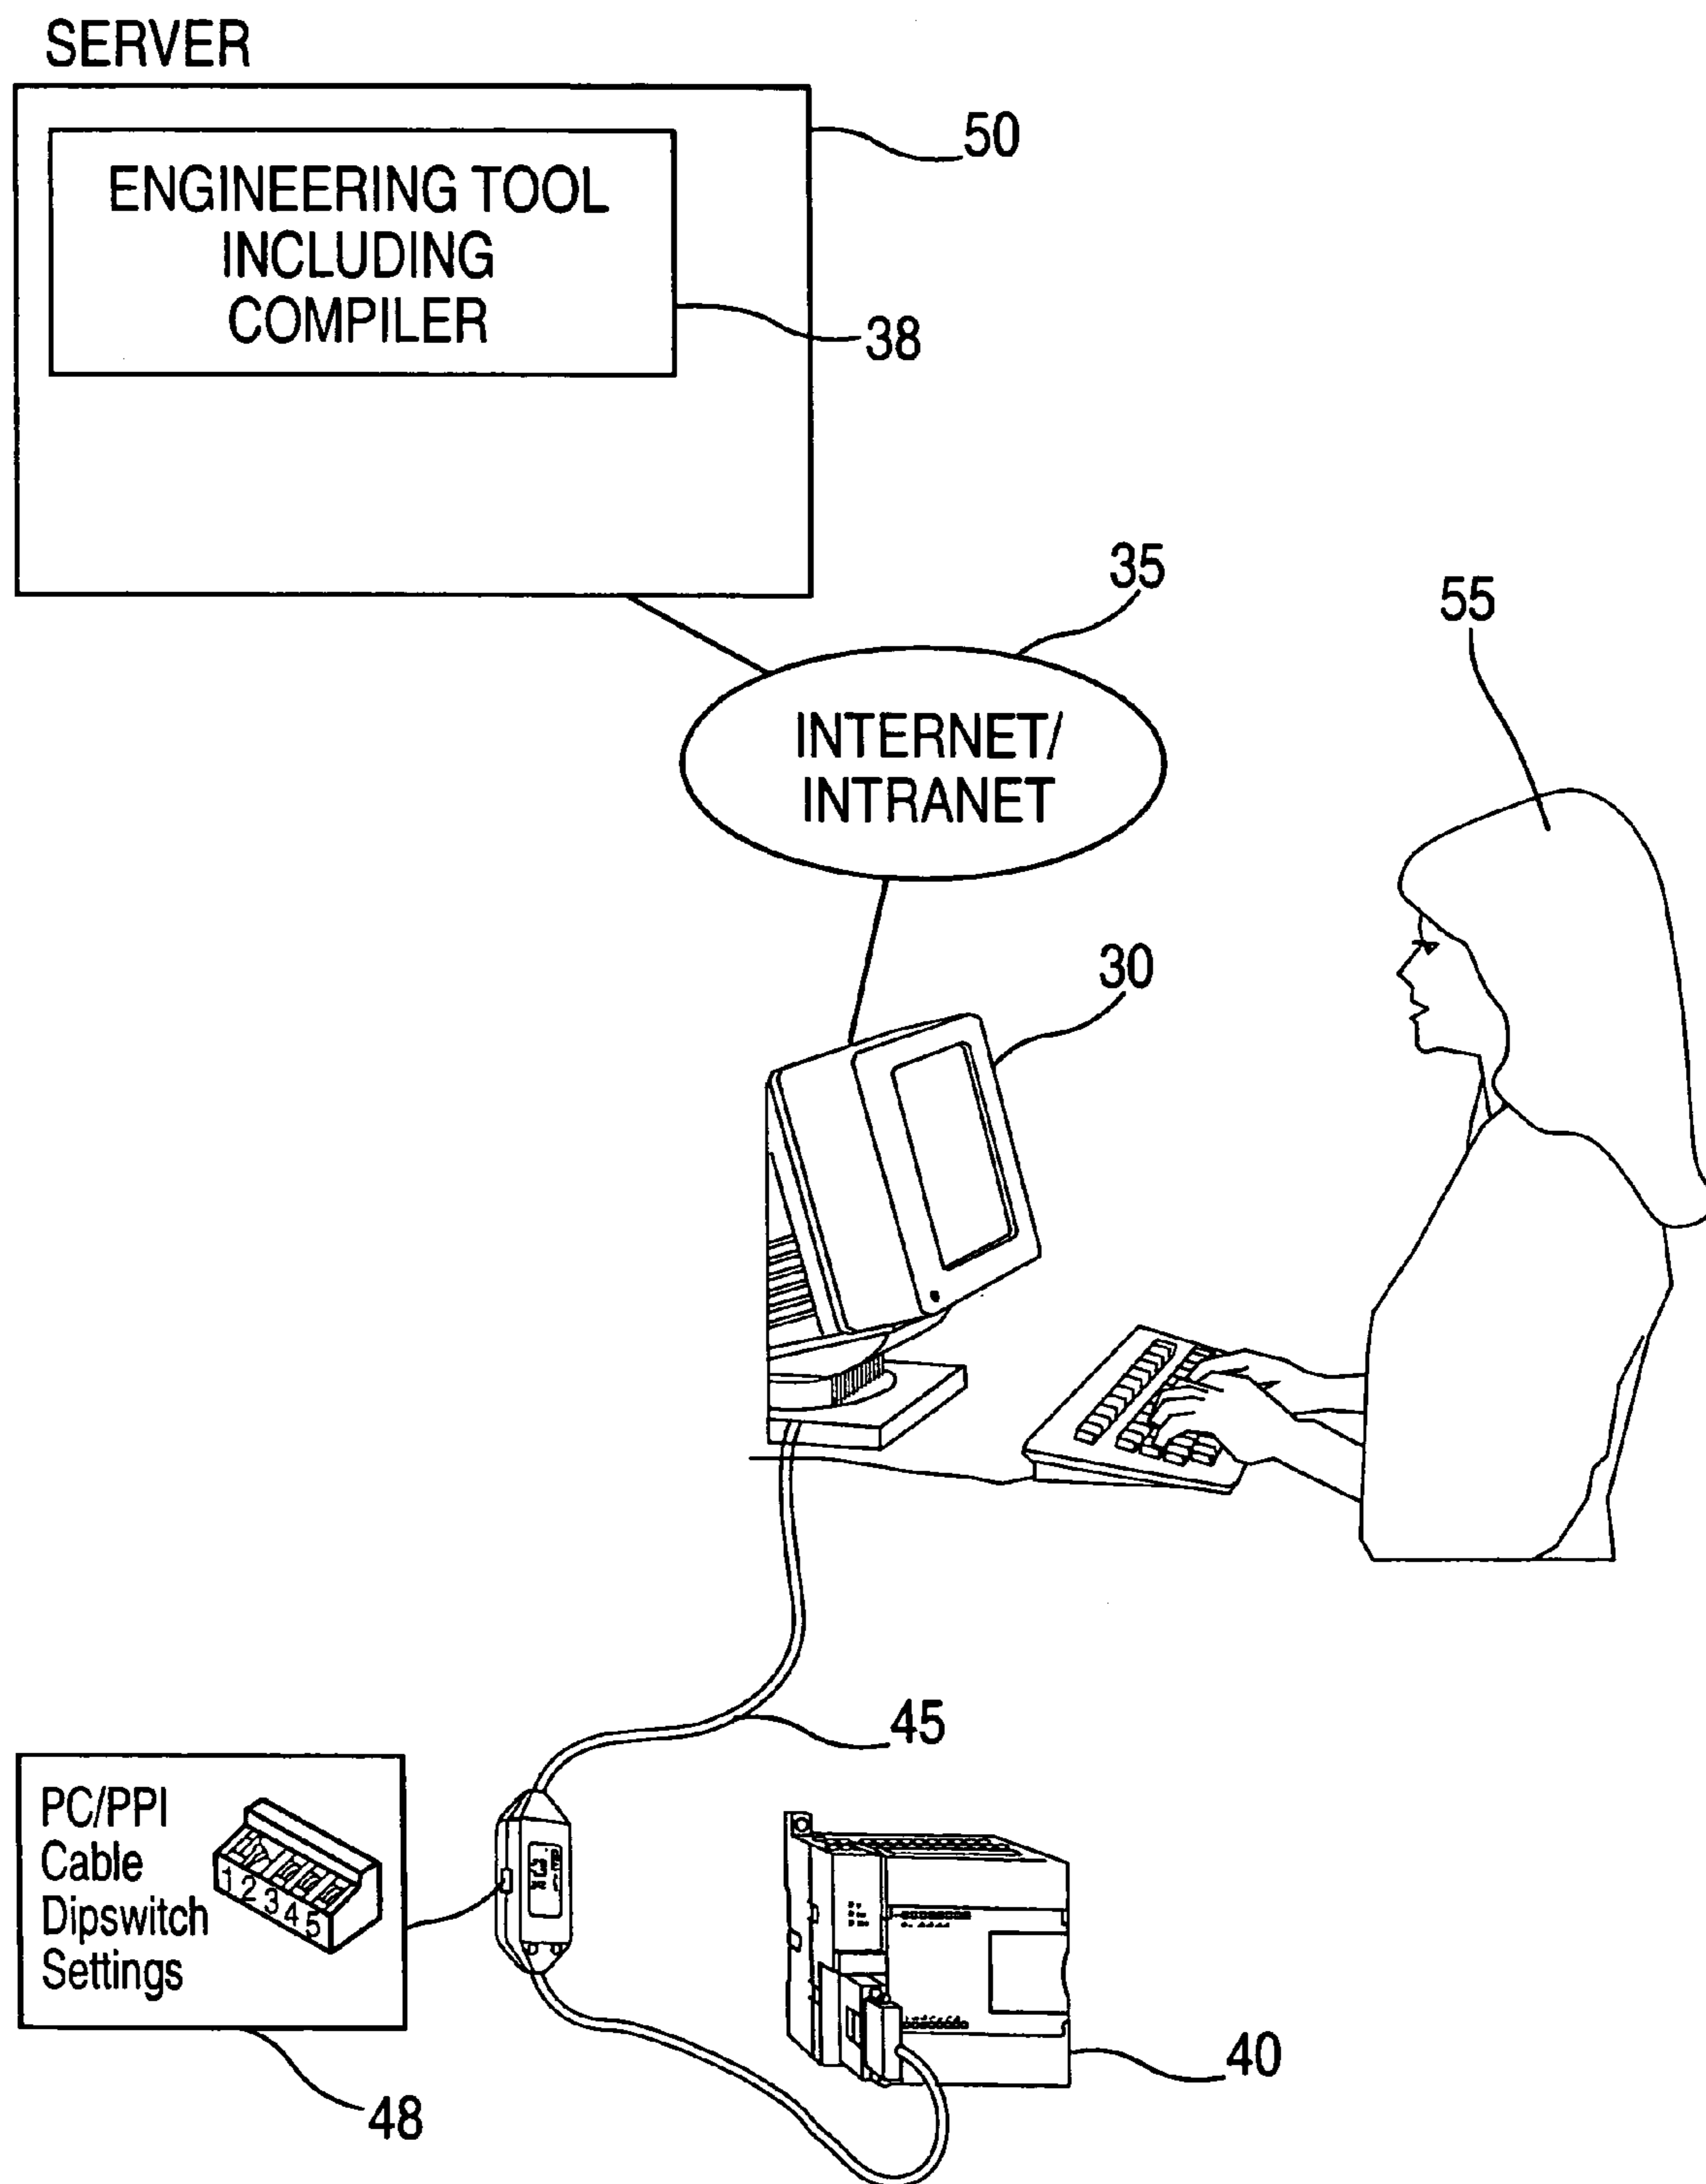 SERVER
50
ENGINEERING TOOL
INCLUDING
COMPILER
38
35
55
INTERNET/
INTRANET
30
45
PC/PPI
Cable
Dipswitch
Settings
1 2 3 4 5
40
48